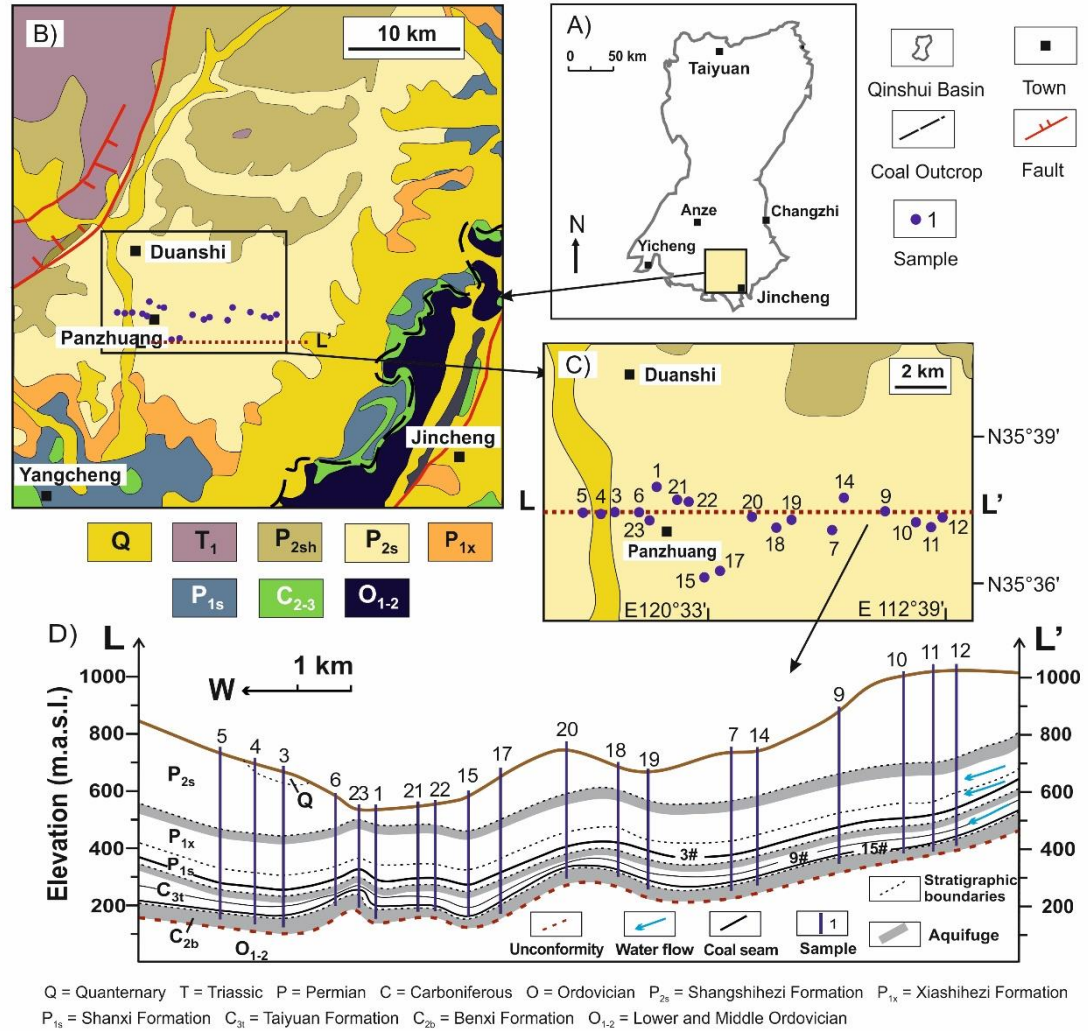 B)
10 km
Duanshi
Panzhuang
L'
Jincheng
Yangcheng
A)
0 50 km
Taiyuan
Anze
Changzhi
N
Yicheng
Jincheng
Qinshui Basin
Town
Coal Outcrop
Fault
1
Sample
Q T₁ P₂sh P₂s P₁x
P₁s C₂₋₃ O₁₋₂
C)
2 km
Duanshi
N35°39'
14
1
21
22
9
5 4 3 6
20
19
L
L'
23
18
7
10
11
12
Panzhuang
17
15
N35°36'
E120°33'
E 112°39'
D)
L
L'
1 km
W
Elevation (m.a.s.l.)
1000
800
600
400
200
1000
800
600
400
200
5 4 3 6 23 1 21 22 15 17 20 18 19 7 14 9 10 11 12
P₂s
Q
P₁x
P₁s
C₃t
C₂b
O₁₋₂
3#
9#
15#
Stratigraphic
boundaries
1
Unconformity
Water flow
Coal seam
Sample
Aquifuge
Q = Quanternary T = Triassic P = Permian C = Carboniferous O = Ordovician P₂s = Shangshihezi Formation P₁x = Xiashihezi Formation
P₁s = Shanxi Formation C₃t = Taiyuan Formation C₂b = Benxi Formation O₁₋₂ = Lower and Middle Ordovician